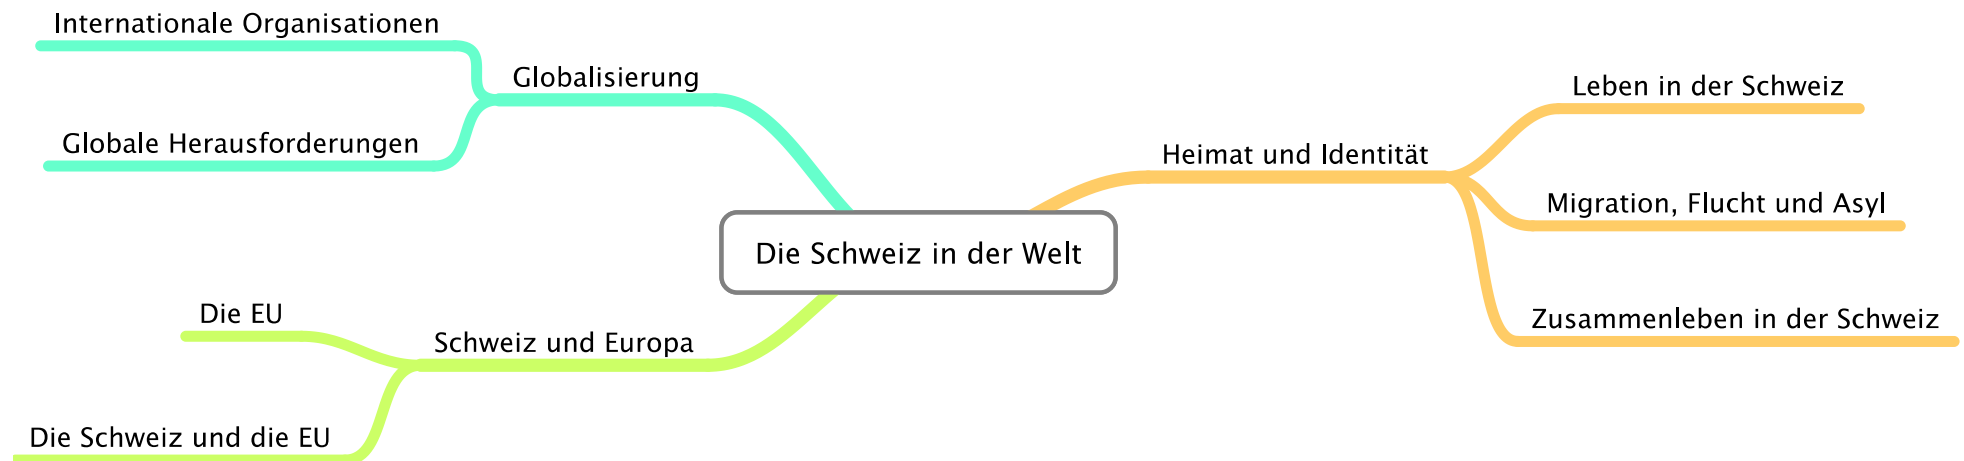 Internationale Organisationen
Globalisierung
Globale Herausforderungen
Leben in der Schweiz
Heimat und Identität
Migration, Flucht und Asyl
Zusammenleben in der Schweiz
Die Schweiz in der Welt
Die EU
Schweiz und Europa
Die Schweiz und die EU